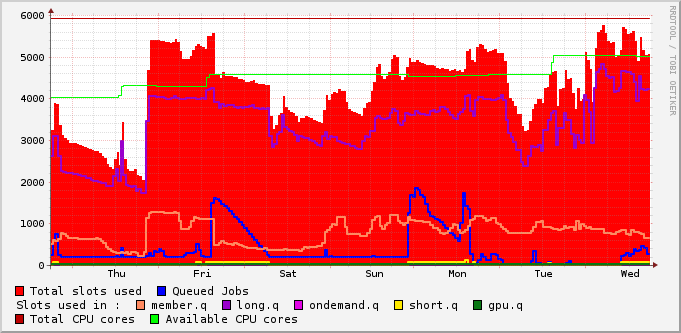 6000
5000
4000
3000
2000
1000
0
Thu Fri Sat Sun Mon Tue Wed
Total slots used Queued Jobs
Slots used in : member.q long.q ondemand.q short.q gpu.q
Total CPU cores Available CPU cores
RRDTOOL / TOBI OETIKER